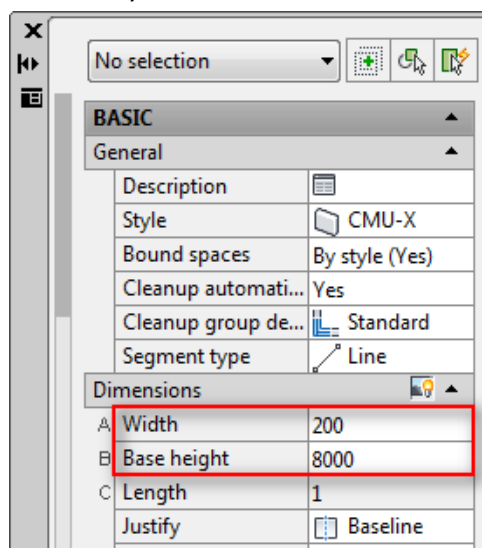 No selection
BASIC
General
Description
Style CMU-X
Bound spaces By style (Yes)
Cleanup automati... Yes
Cleanup group de... Standard
Segment type Line
Dimensions
A Width 200
B Base height 8000
C Length 1
Justify Baseline